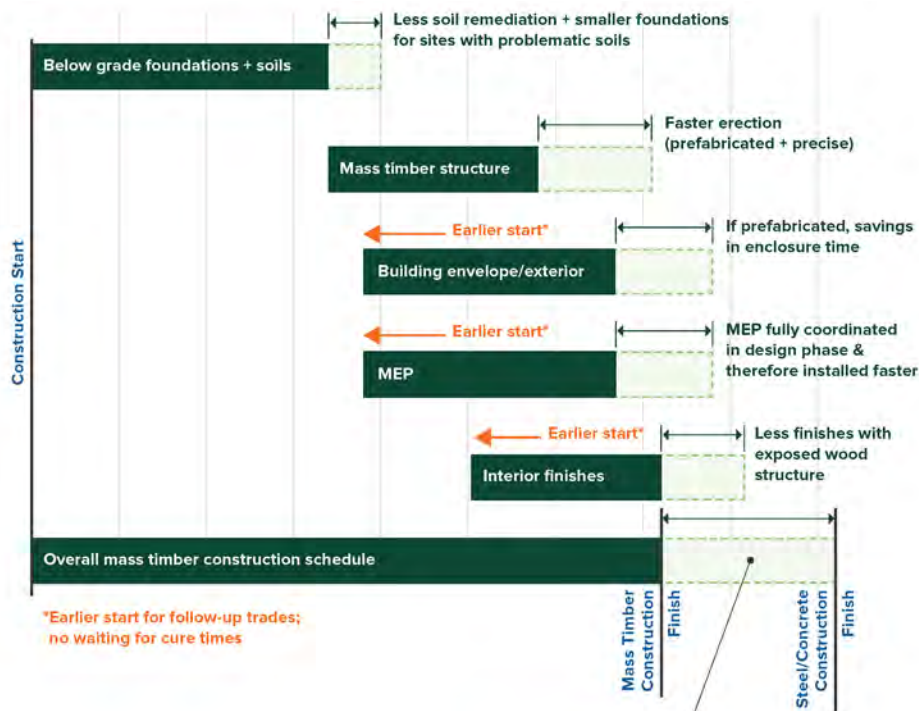 Less soil remediation + smaller foundations
for sites with problematic soils
Below grade foundations + soils
Faster erection
(prefabricated + precise)
Mass timber structure
Earlier start*
If prefabricated, savings
in enclosure time
Building envelope/exterior
Earlier start*
MEP fully coordinated
in design phase &
therefore installed faster
MEP
Earlier start*
Less finishes with
exposed wood
structure
Interior finishes
Construction Start
Overall mass timber construction schedule
*Earlier start for follow-up trades;
no waiting for cure times
Mass Timber
Construction
Finish
Steel/Concrete
Construction
Finish